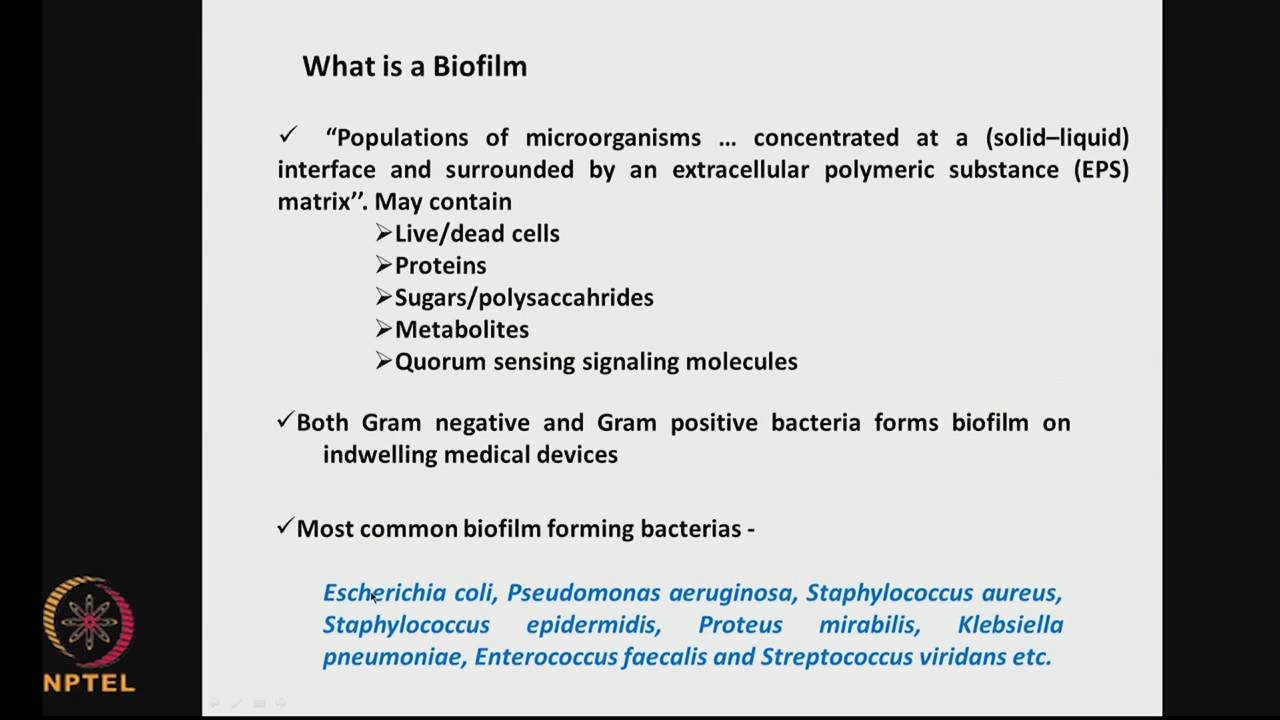 What is a Biofilm
✓ “Populations of microorganisms … concentrated at a (solid–liquid)
interface and surrounded by an extracellular polymeric substance (EPS)
matrix’’. May contain
➢Live/dead cells
➢Proteins
➢Sugars/polysaccahrides
➢Metabolites
➢Quorum sensing signaling molecules
✓Both Gram negative and Gram positive bacteria forms biofilm on
indwelling medical devices
✓Most common biofilm forming bacterias -
Escherichia coli, Pseudomonas aeruginosa, Staphylococcus aureus,
Staphylococcus epidermidis, Proteus mirabilis, Klebsiella
pneumoniae, Enterococcus faecalis and Streptococcus viridans etc.
NPTEL